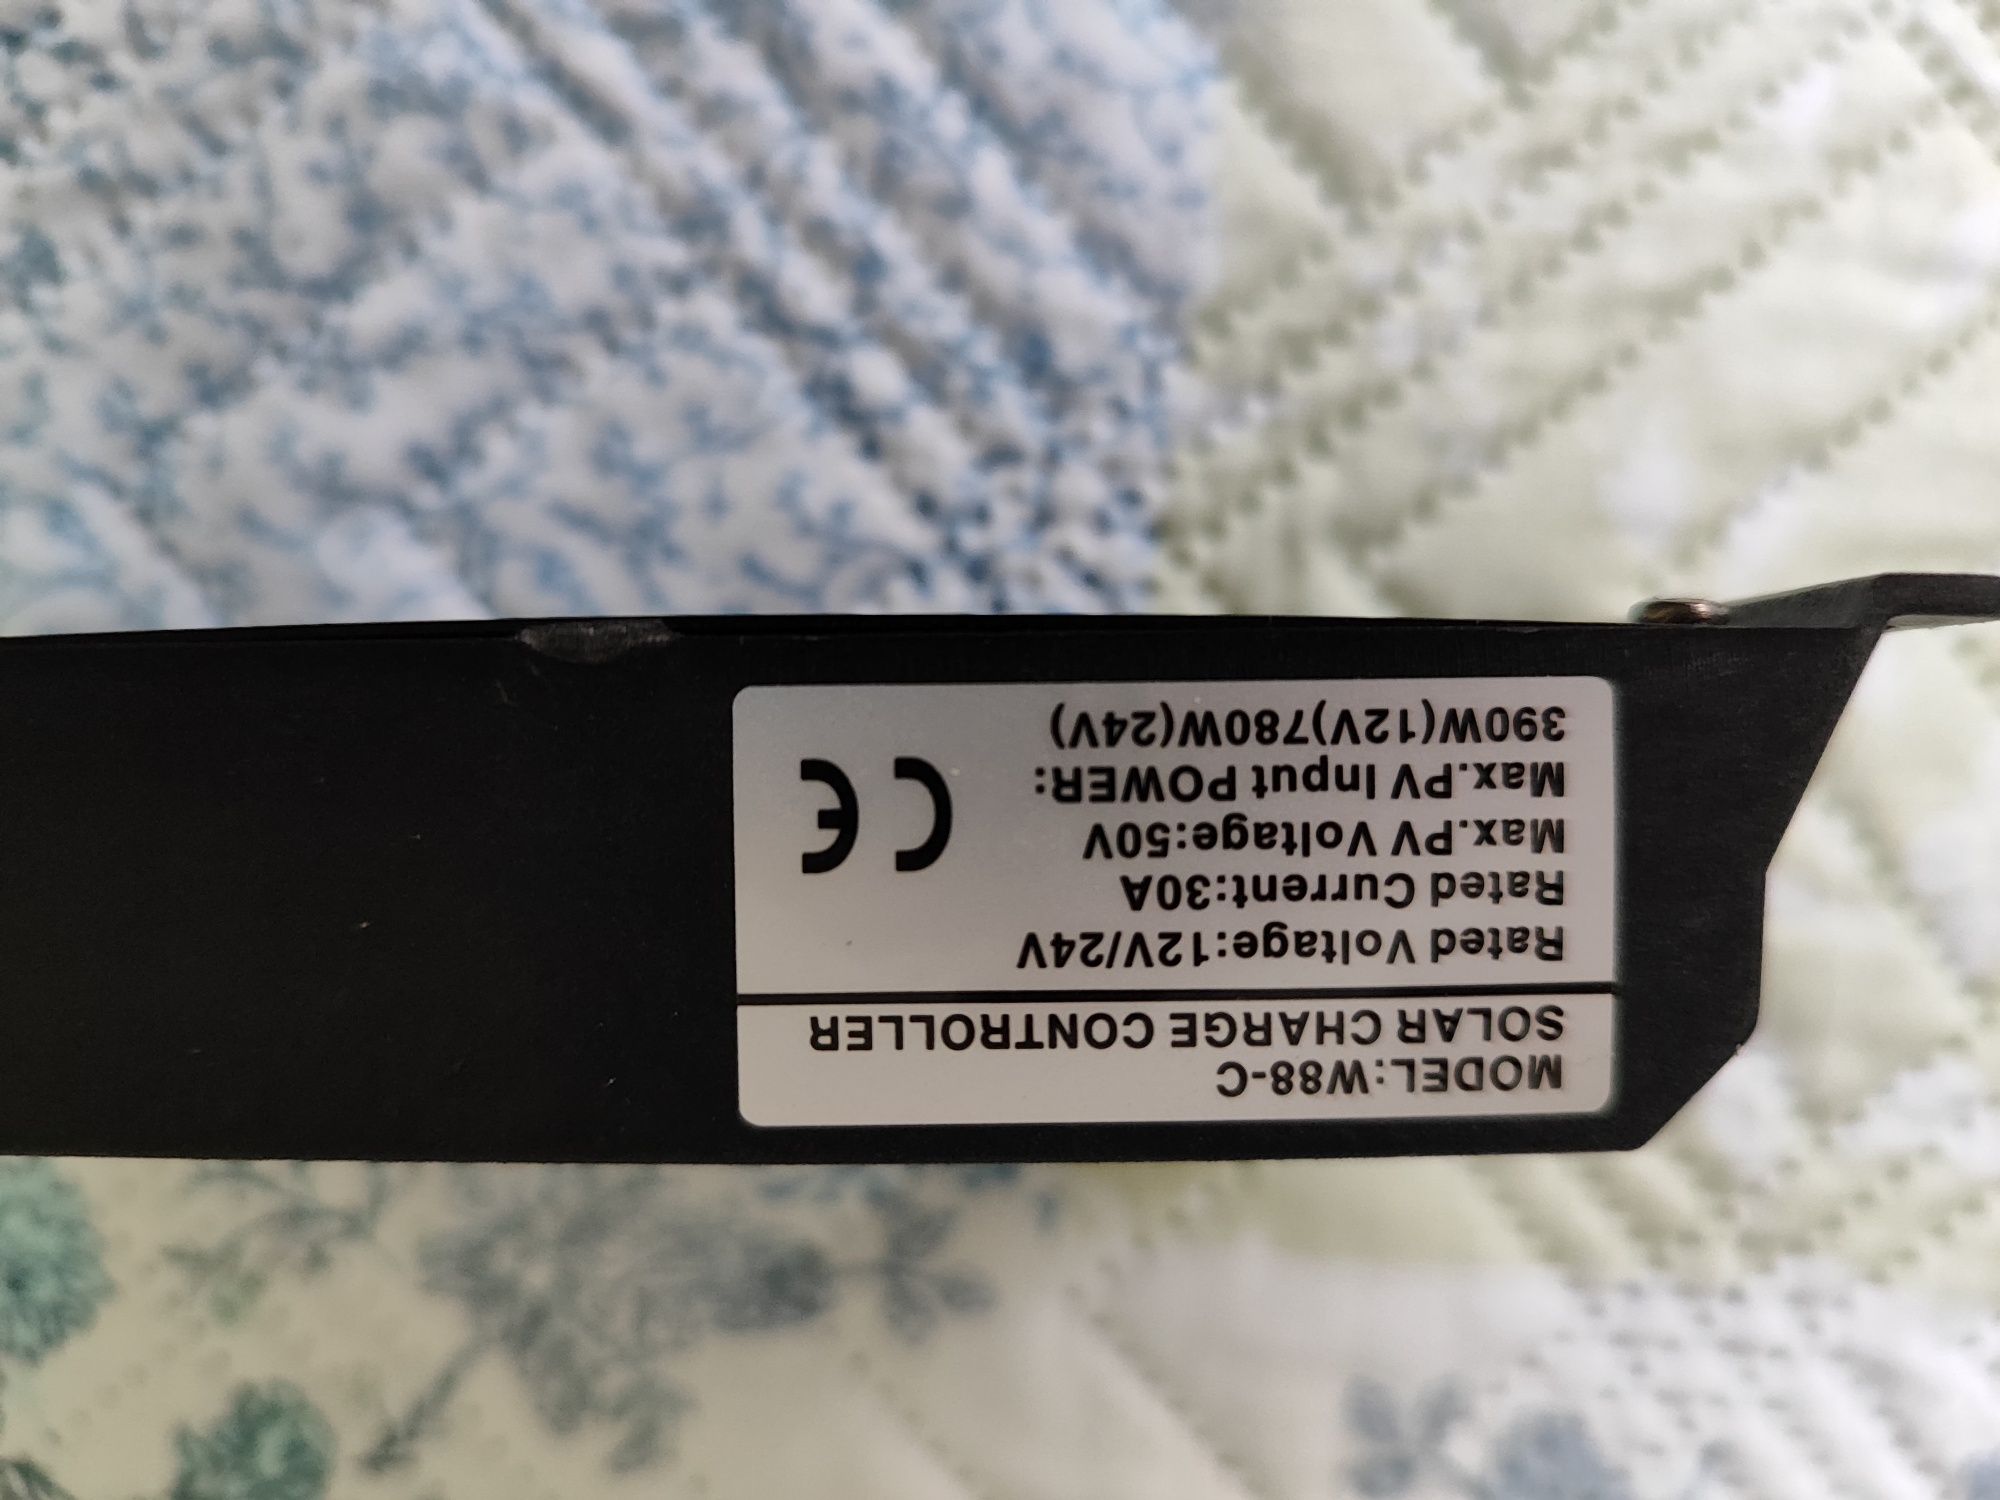 MODEL:W88-C
SOLAR CHARGE CONTROLLER
Rated Voltage:12V/24V
Rated Current:30A
Max.PV Voltage:50V
Max.PV Input POWER:
390W(12V)780W(24V)
CE